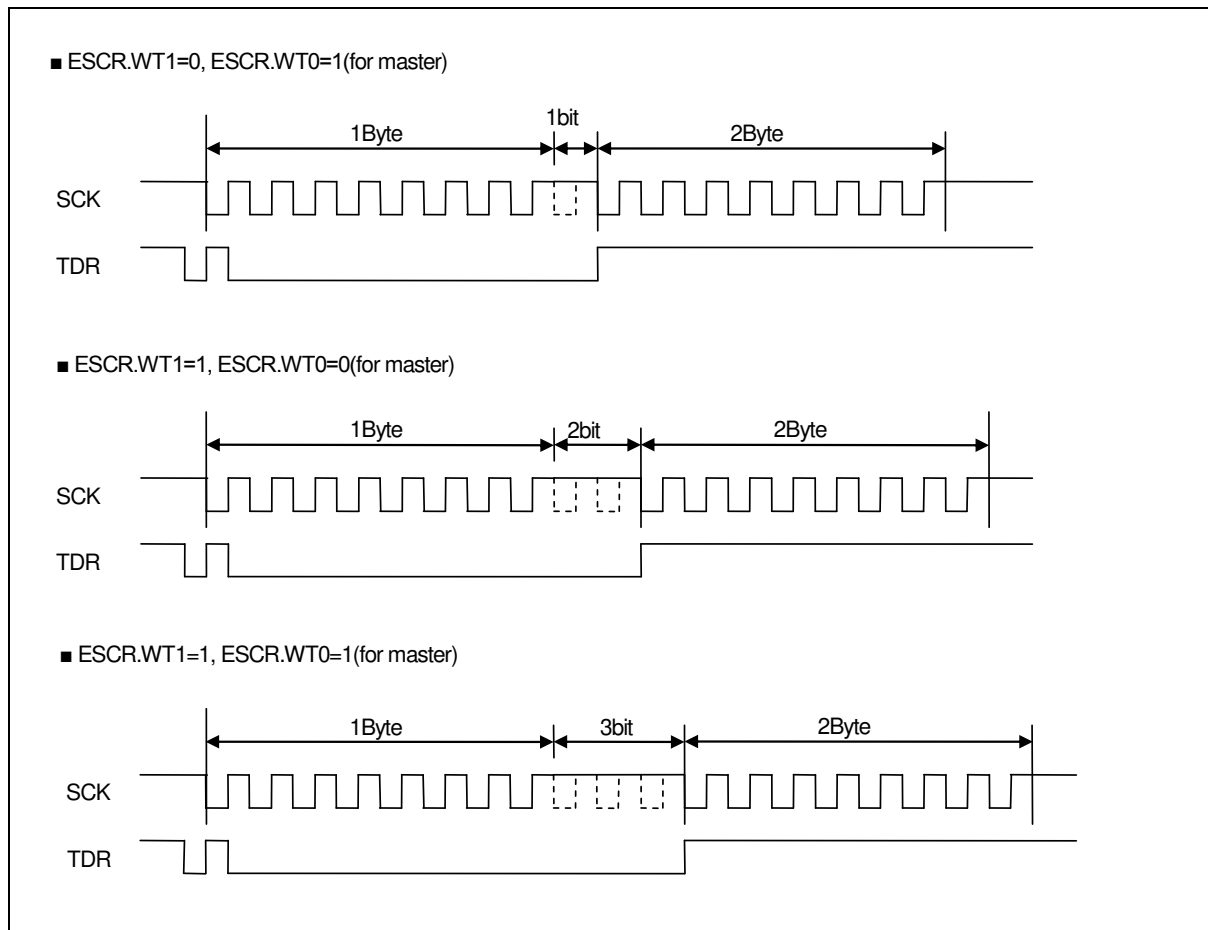 ■ ESCR.WT1=0, ESCR.WT0=1(for master)
1Byte
1bit
2Byte
SCK
TDR
■ ESCR.WT1=1, ESCR.WT0=0(for master)
1Byte
2bit
2Byte
SCK
TDR
■ ESCR.WT1=1, ESCR.WT0=1(for master)
1Byte
3bit
2Byte
SCK
TDR